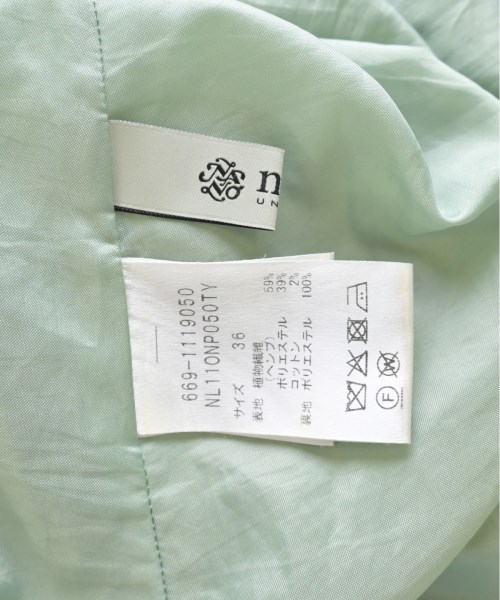 NANO
n
UN
669-1119050
NL110NP050TY
サイズ 36
表地 植物繊維 59%
(ヘンプ)
ポリエステル 39%
コットン 2%
裏地 ポリエステル 100%
F
W